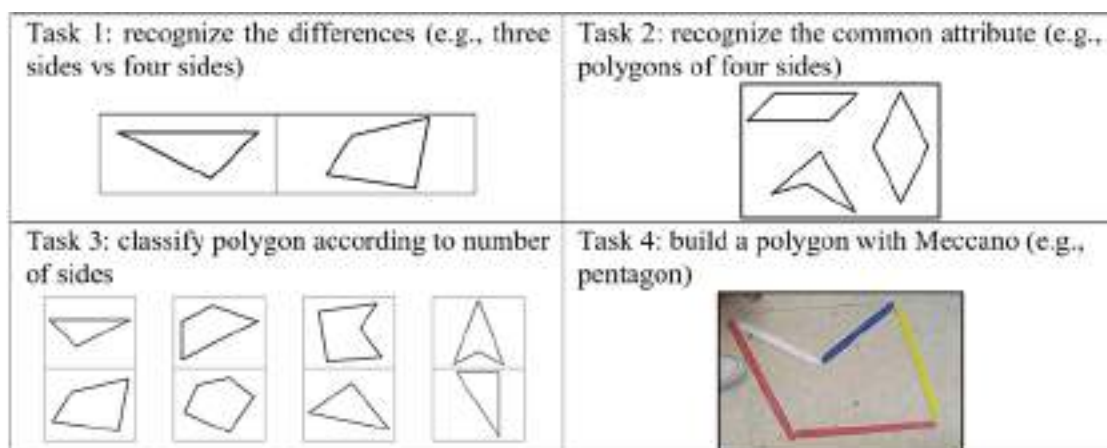 Task 1: recognize the differences (e.g., three
sides vs four sides)
Task 2: recognize the common attribute (e.g.,
polygons of four sides)
Task 3: classify polygon according to number
of sides
Task 4: build a polygon with Meccano (e.g.,
pentagon)